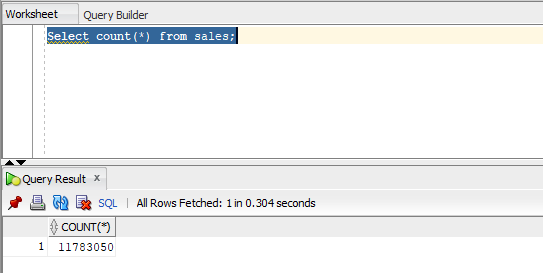 Worksheet Query Builder
Select count(*) from sales;
Query Result x
SQL | All Rows Fetched: 1 in 0.304 seconds
COUNT(*)
1 11783050